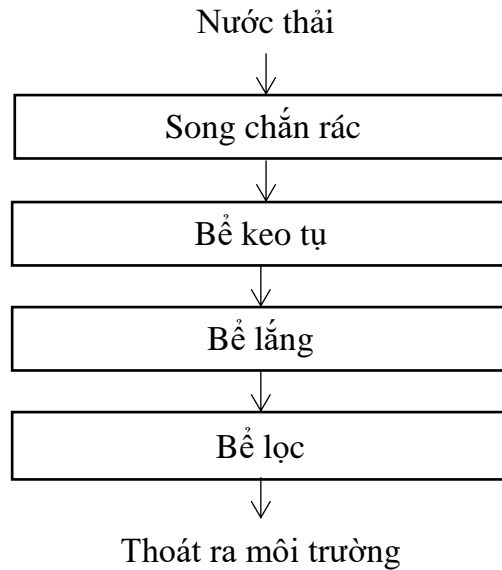 Nước thải
Song chắn rác
Bể keo tụ
Bể lắng
Bể lọc
Thoát ra môi trường